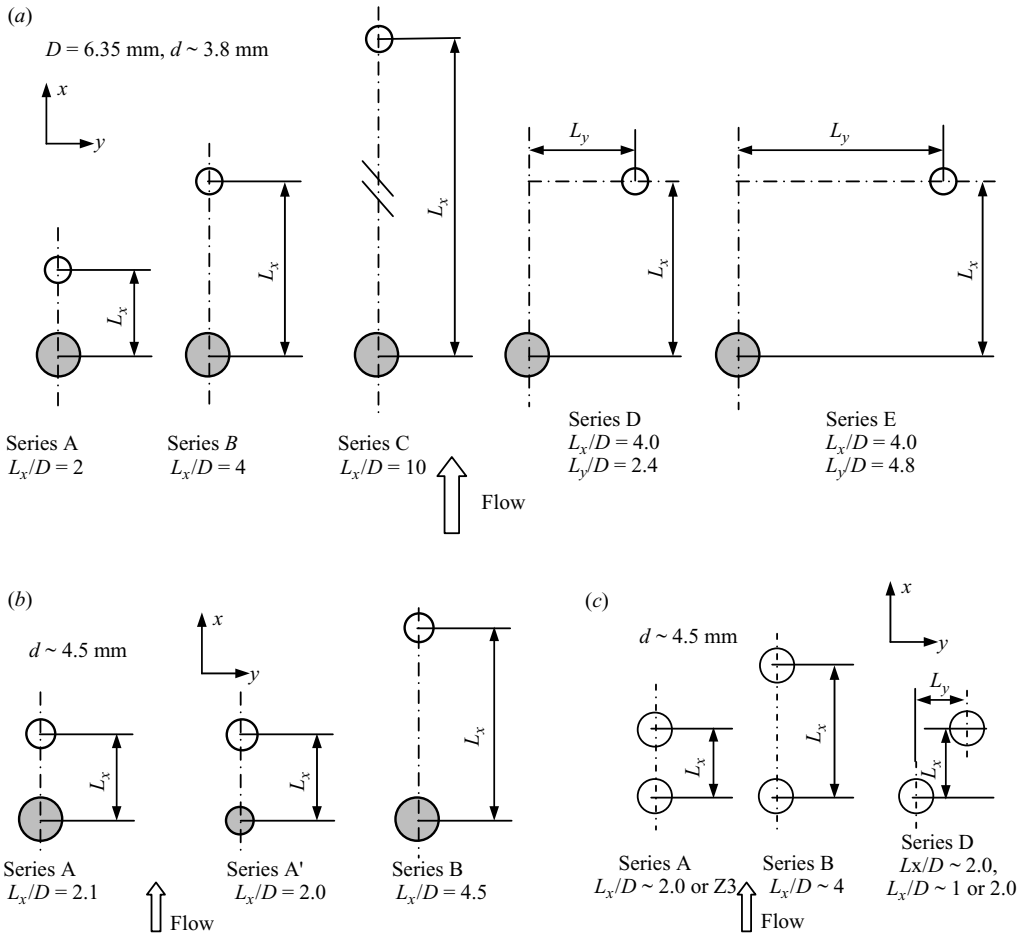 (a)
D = 6.35 mm, d ~ 3.8 mm
x
y
L_x
L_x
L_x
L_y
L_x
L_y
L_x
Series A
L_x/D = 2
Series B
L_x/D = 4
Series C
L_x/D = 10
Series D
L_x/D = 4.0
L_y/D = 2.4
Series E
L_x/D = 4.0
L_y/D = 4.8
Flow
(b)
d ~ 4.5 mm
x
y
L_x
L_x
L_x
Series A
L_x/D = 2.1
Series A'
L_x/D = 2.0
Series B
L_x/D = 4.5
Flow
(c)
d ~ 4.5 mm
x
y
L_x
L_x
L_y
L_x
Series A
L_x/D ~ 2.0 or Z3
Series B
L_x/D ~ 4
Series D
Lx/D ~ 2.0,
L_x/D ~ 1 or 2.0
Flow